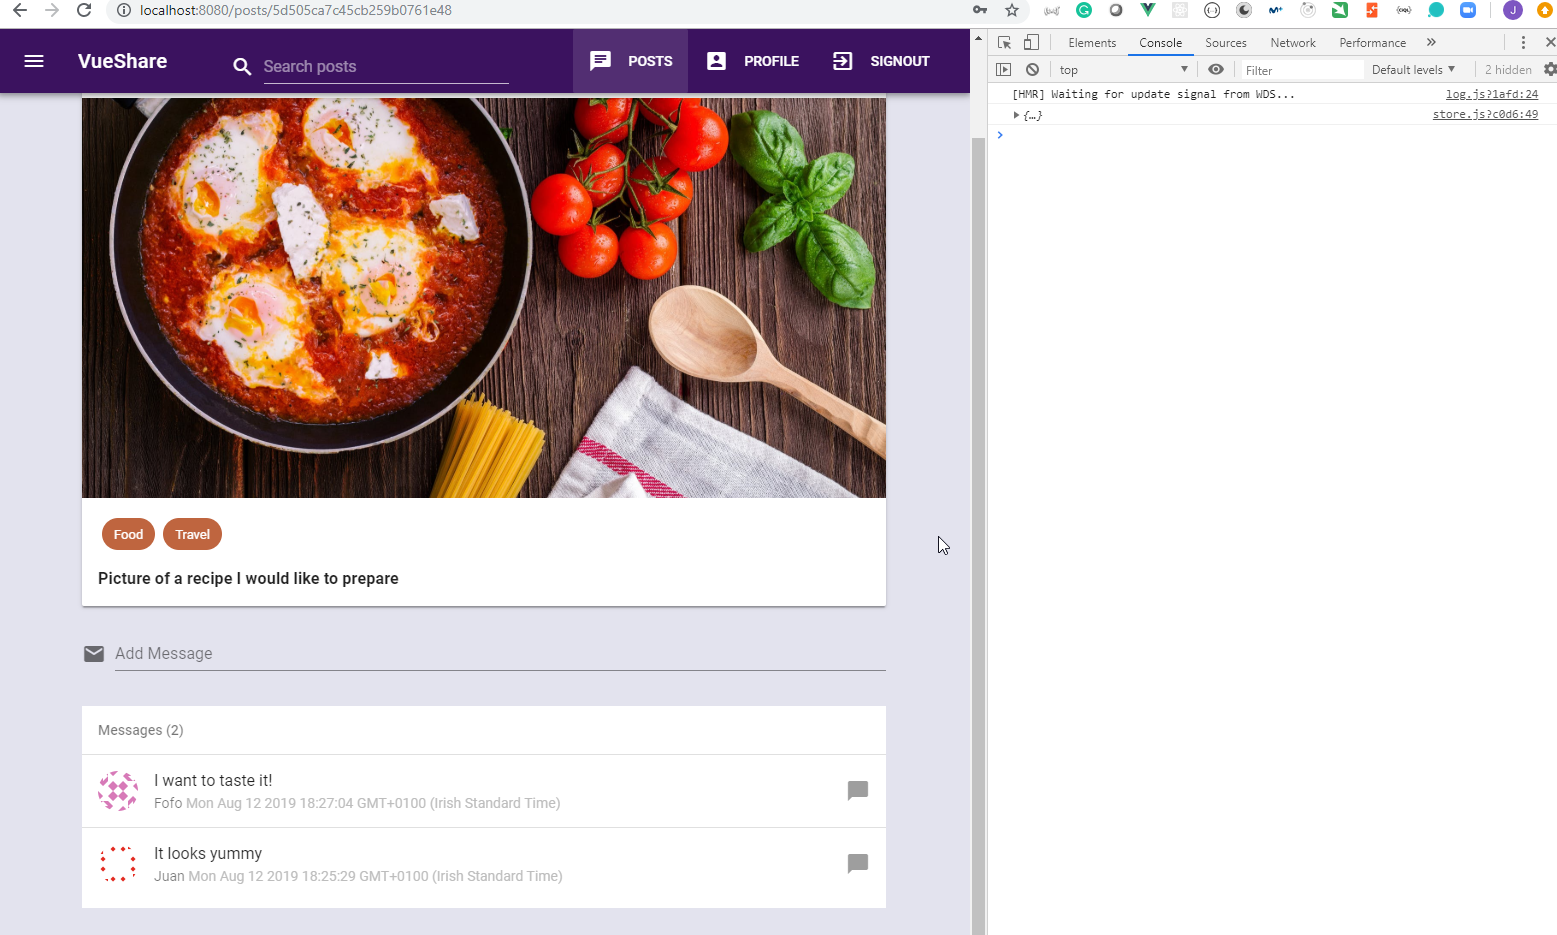 localhost:8080/posts/5d505ca7c45cb259b0761e48
J
VueShare
Search posts
POSTS
PROFILE
SIGNOUT
Elements Console Sources Network Performance
top
Filter
Default levels
2 hidden
[HMR] Waiting for update signal from WDS... log.js?1afd:24
{…} store.js?c0d6:49
Food
Travel
Picture of a recipe I would like to prepare
Add Message
Messages (2)
I want to taste it!
Fofo Mon Aug 12 2019 18:27:04 GMT+0100 (Irish Standard Time)
It looks yummy
Juan Mon Aug 12 2019 18:25:29 GMT+0100 (Irish Standard Time)